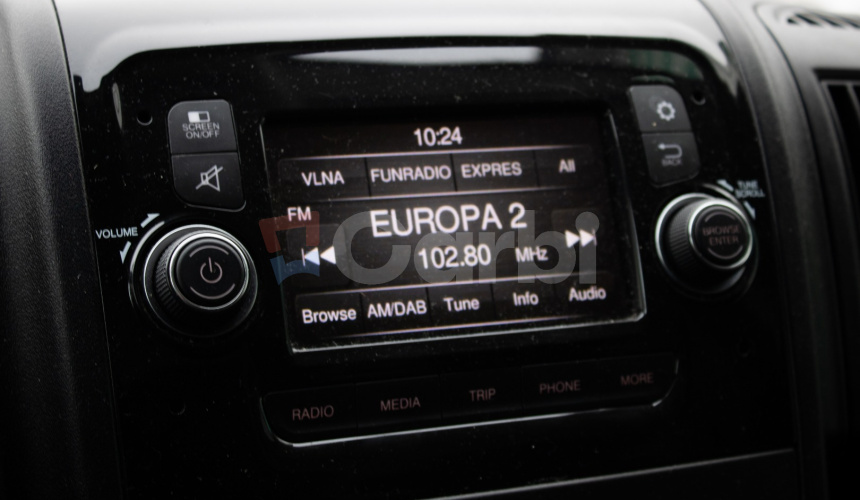 10:24
SCREEN
ON/OFF
VLNA FUNRADIO EXPRES All
BACK
TUNE
SCROLL
VOLUME
FM
EUROPA 2
102.80 MHz
BROWSE
ENTER
Carbi
Browse AM/DAB Tune Info Audio
RADIO MEDIA TRIP PHONE MORE